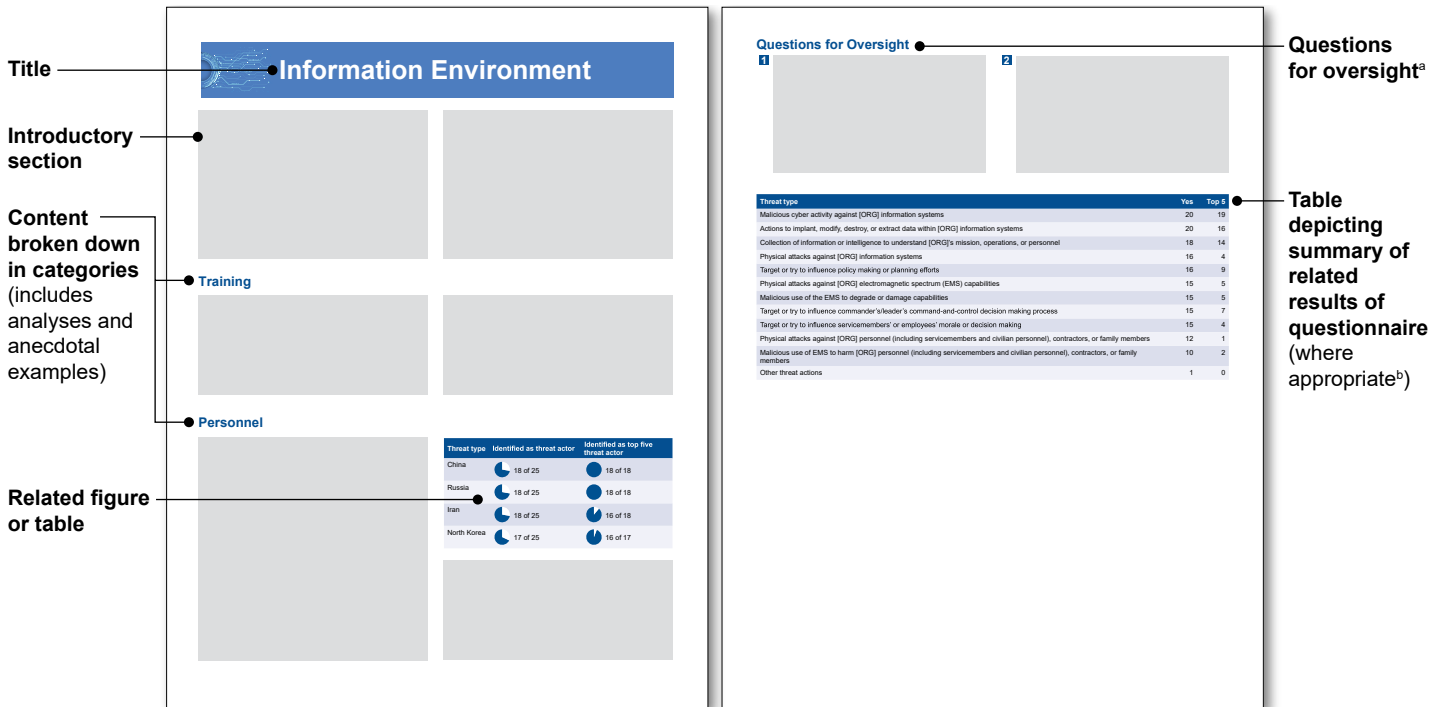 Title
Introductory
section
Content
broken down
in categories
(includes
analyses and
anecdotal
examples)
Related figure
or table
Information Environment
Training
Personnel
Threat type Identified as threat actor Identified as top five
threat actor
China 18 of 25 18 of 18
Russia 18 of 25 18 of 18
Iran 18 of 25 16 of 18
North Korea 17 of 25 16 of 17
Questions for Oversight
1 2
Threat type Yes Top 5
Malicious cyber activity against [ORG] information systems 20 19
Actions to implant, modify, destroy, or extract data within [ORG] information systems 20 16
Collection of information or intelligence to understand [ORG]'s mission, operations, or personnel 18 14
Physical attacks against [ORG] information systems 16 4
Target or try to influence policy making or planning efforts 16 9
Physical attacks against [ORG] electromagnetic spectrum (EMS) capabilities 15 5
Malicious use of the EMS to degrade or damage capabilities 15 5
Target or try to influence commander's/leader's command-and-control decision making process 15 7
Target or try to influence servicemembers' or employees' morale or decision making 15 4
Physical attacks against [ORG] personnel (including servicemembers and civilian personnel), contractors, or family members 12 1
Malicious use of EMS to harm [ORG] personnel (including servicemembers and civilian personnel), contractors, or family
members 10 2
Other threat actions 1 0
Questions
for oversightᵃ
Table
depicting
summary of
related
results of
questionnaire
(where
appropriateᵇ)